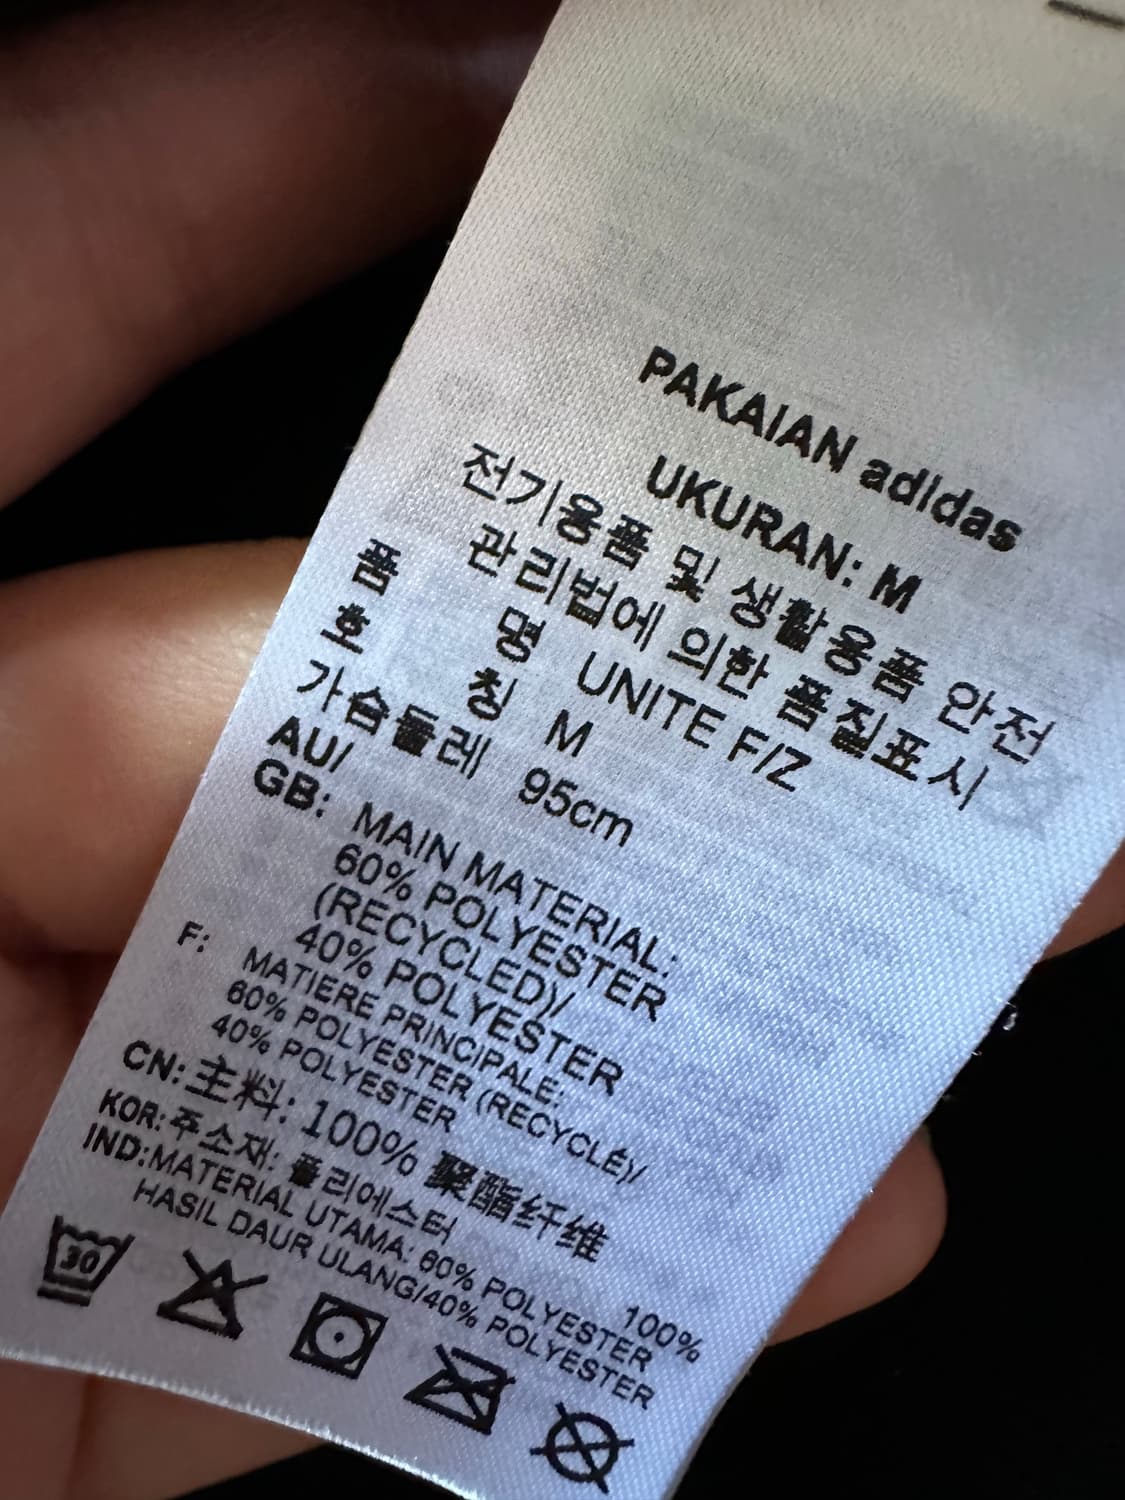 PAKAIAN adidas
UKURAN: M
전기용품 및 생활용품 안전
관리법에 의한 품질표시
품 명 UNITE F/Z
호 칭 M
가슴둘레 95cm
AU/
GB: MAIN MATERIAL:
60% POLYESTER
(RECYCLED)/
40% POLYESTER
F: MATIERE PRINCIPALE:
60% POLYESTER (RECYCLÉ)/
40% POLYESTER
CN: 主料: 100% 聚酯纤维
KOR: 주소재: 폴리에스터 100%
IND: MATERIAL UTAMA: 60% POLYESTER
HASIL DAUR ULANG/40% POLYESTER
30